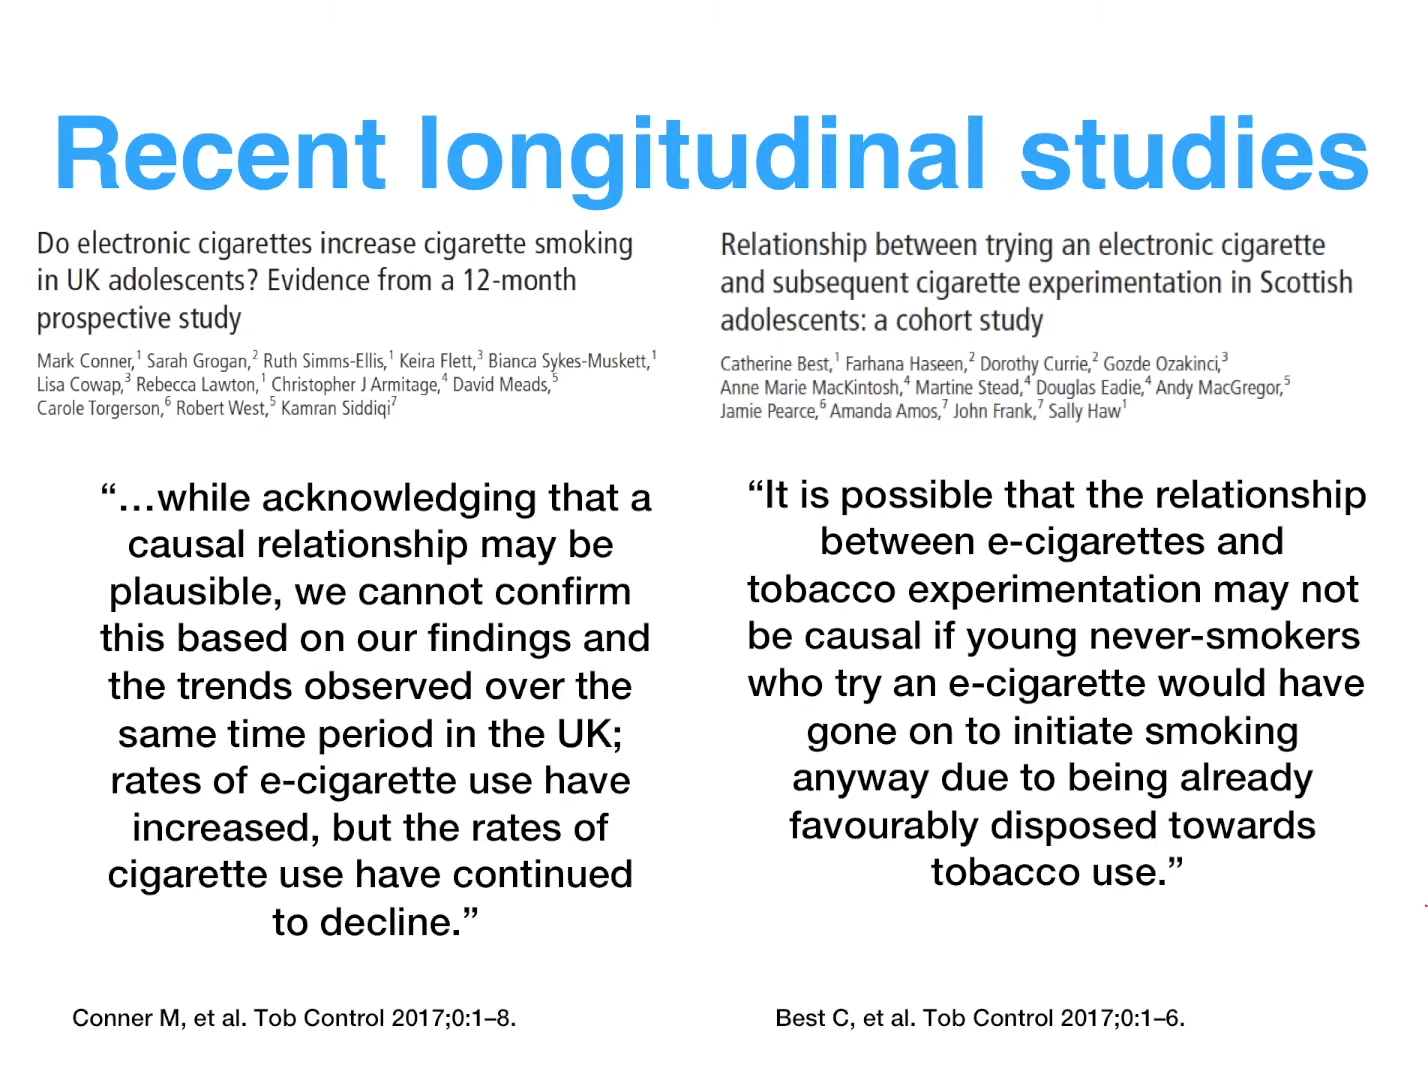 Recent longitudinal studies
Do electronic cigarettes increase cigarette smoking
in UK adolescents? Evidence from a 12-month
prospective study
Mark Conner,¹ Sarah Grogan,² Ruth Simms-Ellis,¹ Keira Flett,³ Bianca Sykes-Muskett,¹
Lisa Cowap,³ Rebecca Lawton,¹ Christopher J Armitage,⁴ David Meads,⁵
Carole Torgerson,⁶ Robert West,⁵ Kamran Siddiqi⁷
“…while acknowledging that a
causal relationship may be
plausible, we cannot confirm
this based on our findings and
the trends observed over the
same time period in the UK;
rates of e-cigarette use have
increased, but the rates of
cigarette use have continued
to decline.”
Conner M, et al. Tob Control 2017;0:1–8.
Relationship between trying an electronic cigarette
and subsequent cigarette experimentation in Scottish
adolescents: a cohort study
Catherine Best,¹ Farhana Haseen,² Dorothy Currie,² Gozde Ozakinci,³
Anne Marie MacKintosh,⁴ Martine Stead,⁴ Douglas Eadie,⁴ Andy MacGregor,⁵
Jamie Pearce,⁶ Amanda Amos,⁷ John Frank,⁷ Sally Haw¹
“It is possible that the relationship
between e-cigarettes and
tobacco experimentation may not
be causal if young never-smokers
who try an e-cigarette would have
gone on to initiate smoking
anyway due to being already
favourably disposed towards
tobacco use.”
Best C, et al. Tob Control 2017;0:1–6.